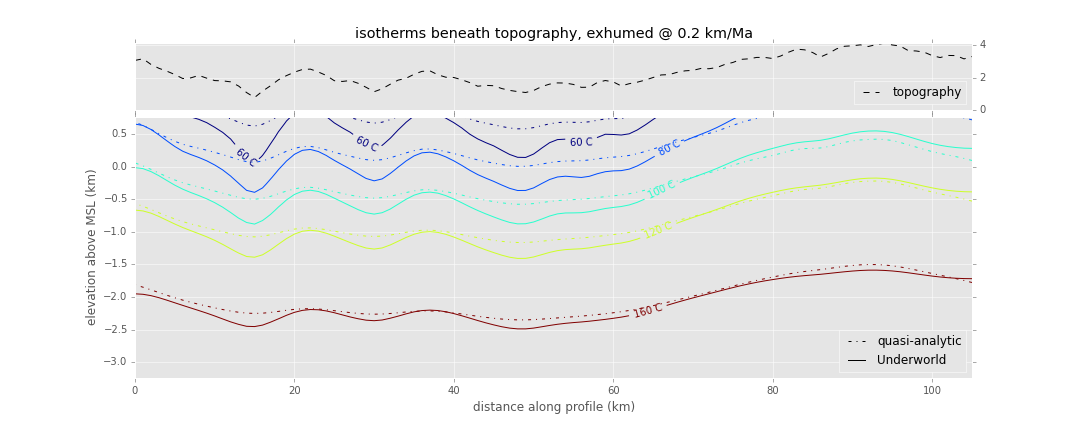 isotherms beneath topography, exhumed @ 0.2 km/Ma
4
2
0
topography
0.5
0.0
−0.5
−1.0
−1.5
−2.0
−2.5
−3.0
elevation above MSL (km)
60 C
60 C
60 C
80 C
100 C
120 C
160 C
quasi-analytic
Underworld
0
20
40
60
80
100
distance along profile (km)